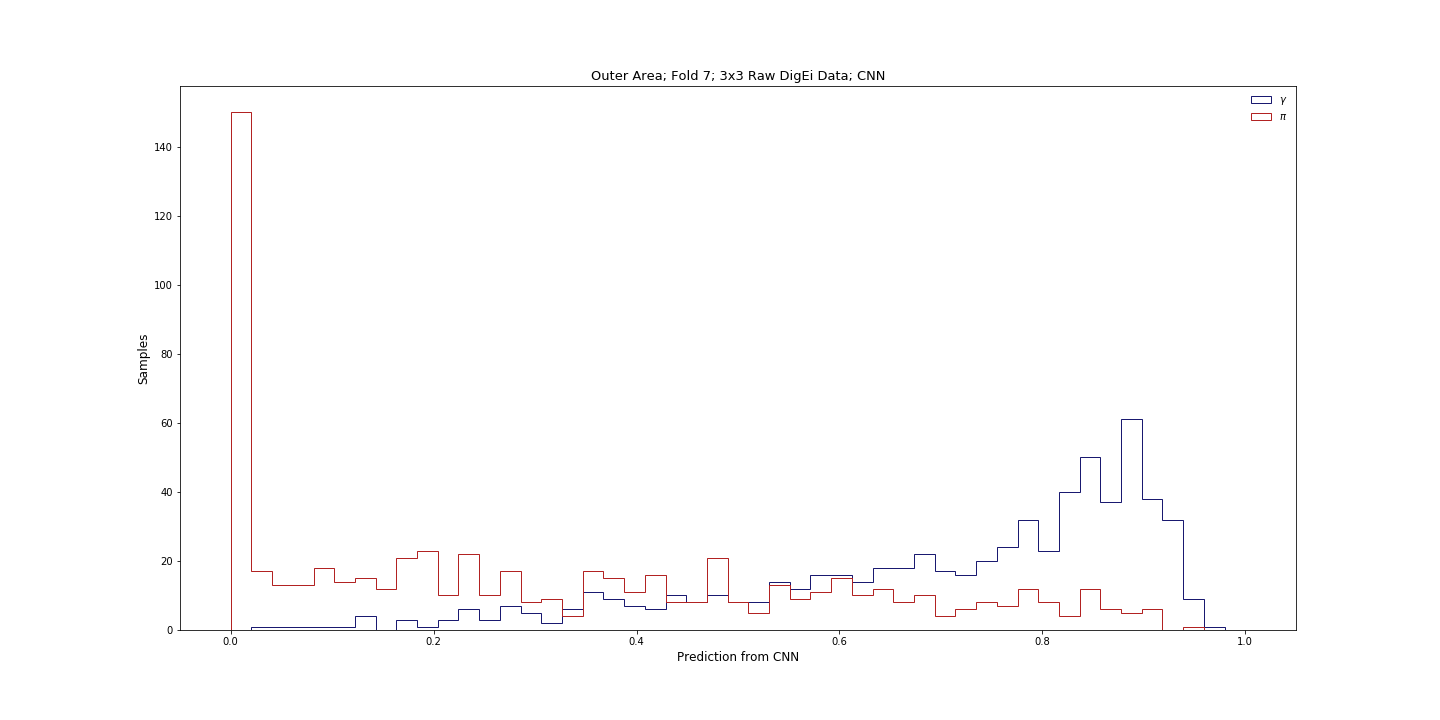 Outer Area; Fold 7; 3x3 Raw DigEi Data; CNN
γ
π
Samples
140
120
100
80
60
40
20
0
0.0 0.2 0.4 0.6 0.8 1.0
Prediction from CNN